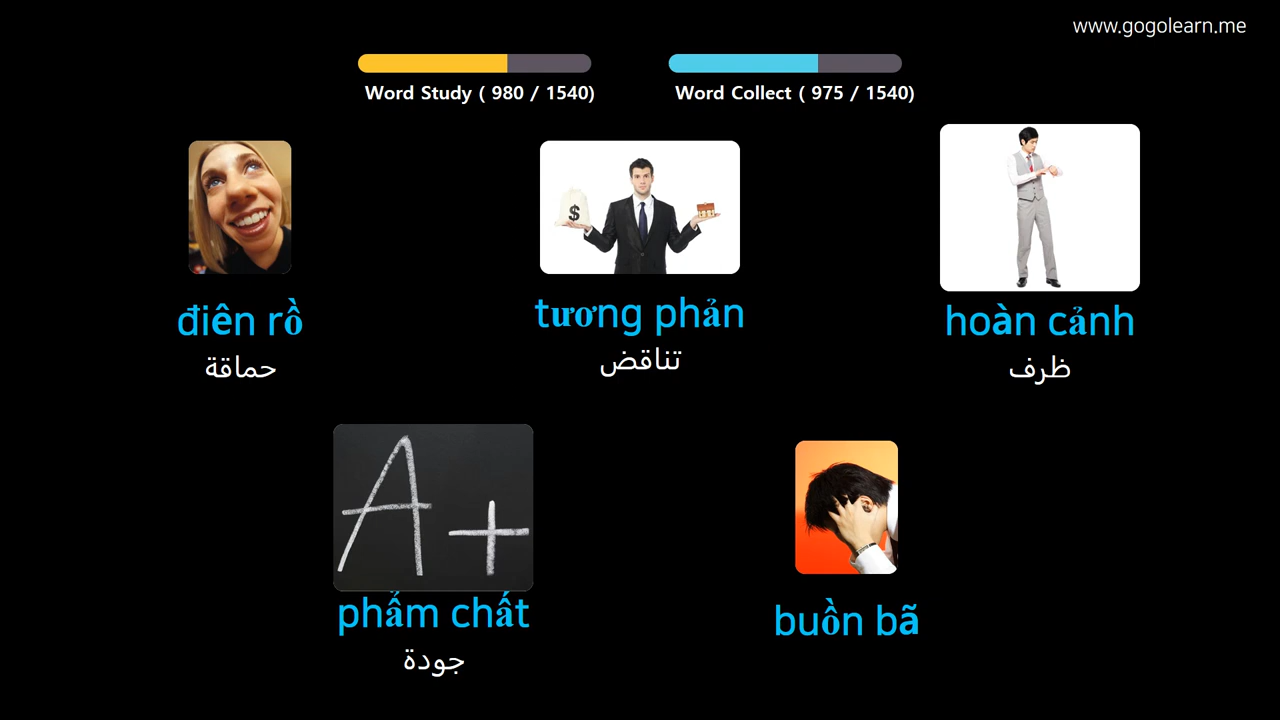 www.gogolearn.me
Word Study ( 980 / 1540)
Word Collect ( 975 / 1540)
$
điên rồ
حماقة
tương phản
تناقض
hoàn cảnh
ظرف
A+
phẩm chất
جودة
buồn bã